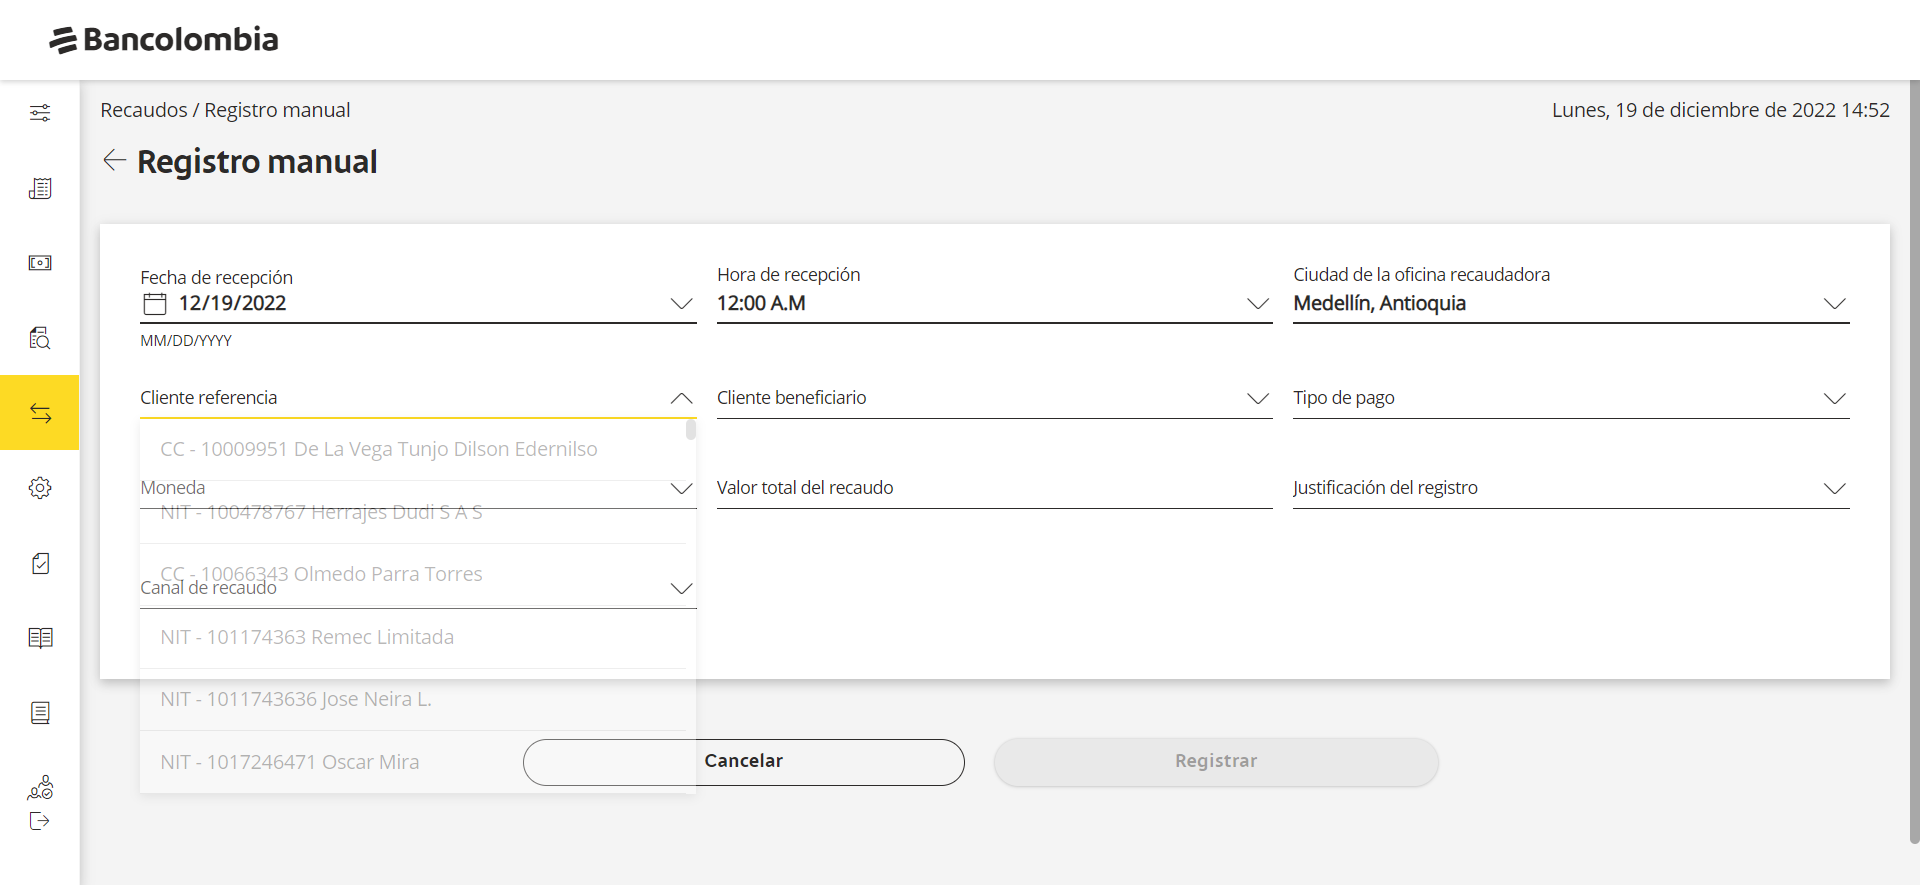 Bancolombia
Recaudos / Registro manual
Lunes, 19 de diciembre de 2022 14:52
Registro manual
Fecha de recepción
12/19/2022
MM/DD/YYYY
Hora de recepción
12:00 A.M
Ciudad de la oficina recaudadora
Medellín, Antioquia
Cliente referencia
Cliente beneficiario
Tipo de pago
CC - 10009951 De La Vega Tunjo Dilson Edernilso
Moneda
Valor total del recaudo
Justificación del registro
NIT - 100478767 Herrajes Dudi S A S
CC - 10066343 Olmedo Parra Torres
Canal de recaudo
NIT - 101174363 Remec Limitada
NIT - 1011743636 Jose Neira L.
NIT - 1017246471 Oscar Mira
Cancelar
Registrar